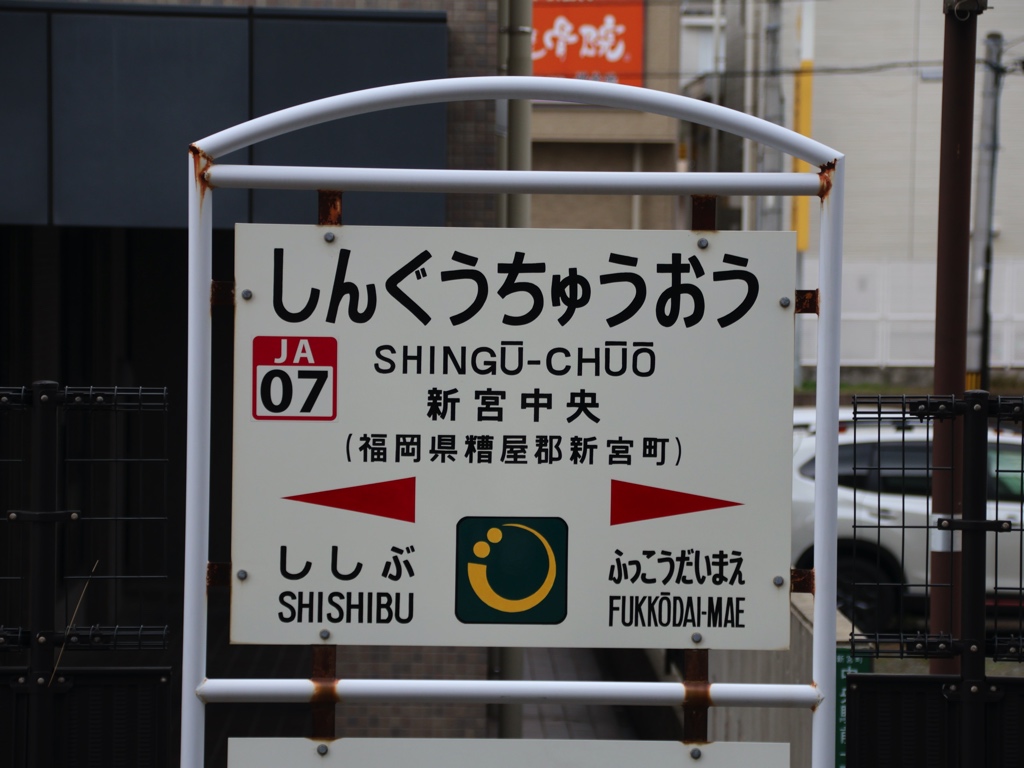 しんぐうちゅうおう
JA
07
SHINGŪ-CHŪŌ
新宮中央
(福岡県糟屋郡新宮町)
ししぶ
ふっこうだいまえ
SHISHIBU
FUKKŌDAI-MAE